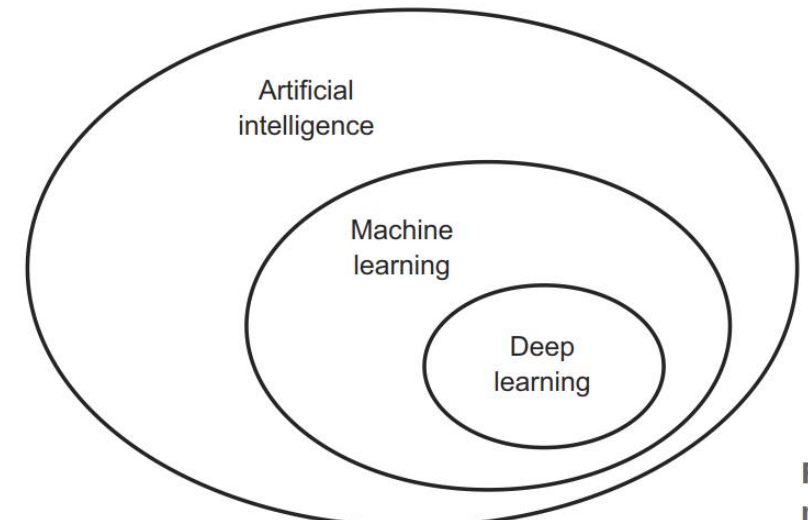 Artificial
intelligence
Machine
learning
Deep
learning